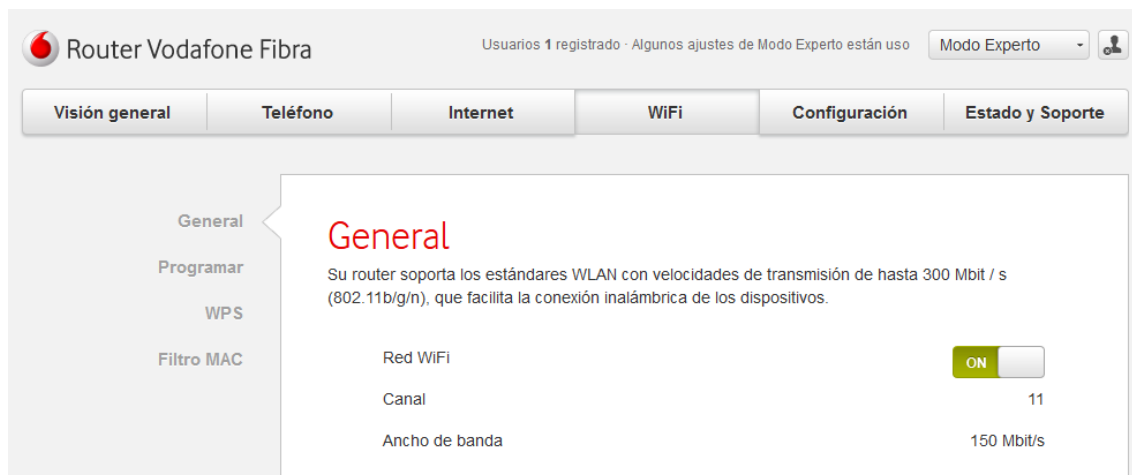 Router Vodafone Fibra
Usuarios 1 registrado · Algunos ajustes de Modo Experto están uso
Modo Experto
Visión general
Teléfono
Internet
WiFi
Configuración
Estado y Soporte
General
Programar
WPS
Filtro MAC
General
Su router soporta los estándares WLAN con velocidades de transmisión de hasta 300 Mbit / s
(802.11b/g/n), que facilita la conexión inalámbrica de los dispositivos.
Red WiFi ON
Canal 11
Ancho de banda 150 Mbit/s